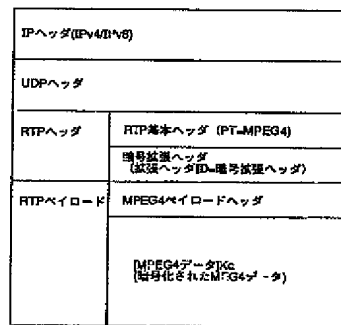 IPヘッダ(IPv4/IPv6)
UDPヘッダ
RTPヘッダ
RTP基本ヘッダ (PT=MPEG4)
暗号拡張ヘッダ
(拡張ヘッダID=暗号拡張ヘッダ)
RTPペイロード
MPEG4ペイロードヘッダ
[MPEG4データ]Kc
(暗号化されたMPEG4データ)